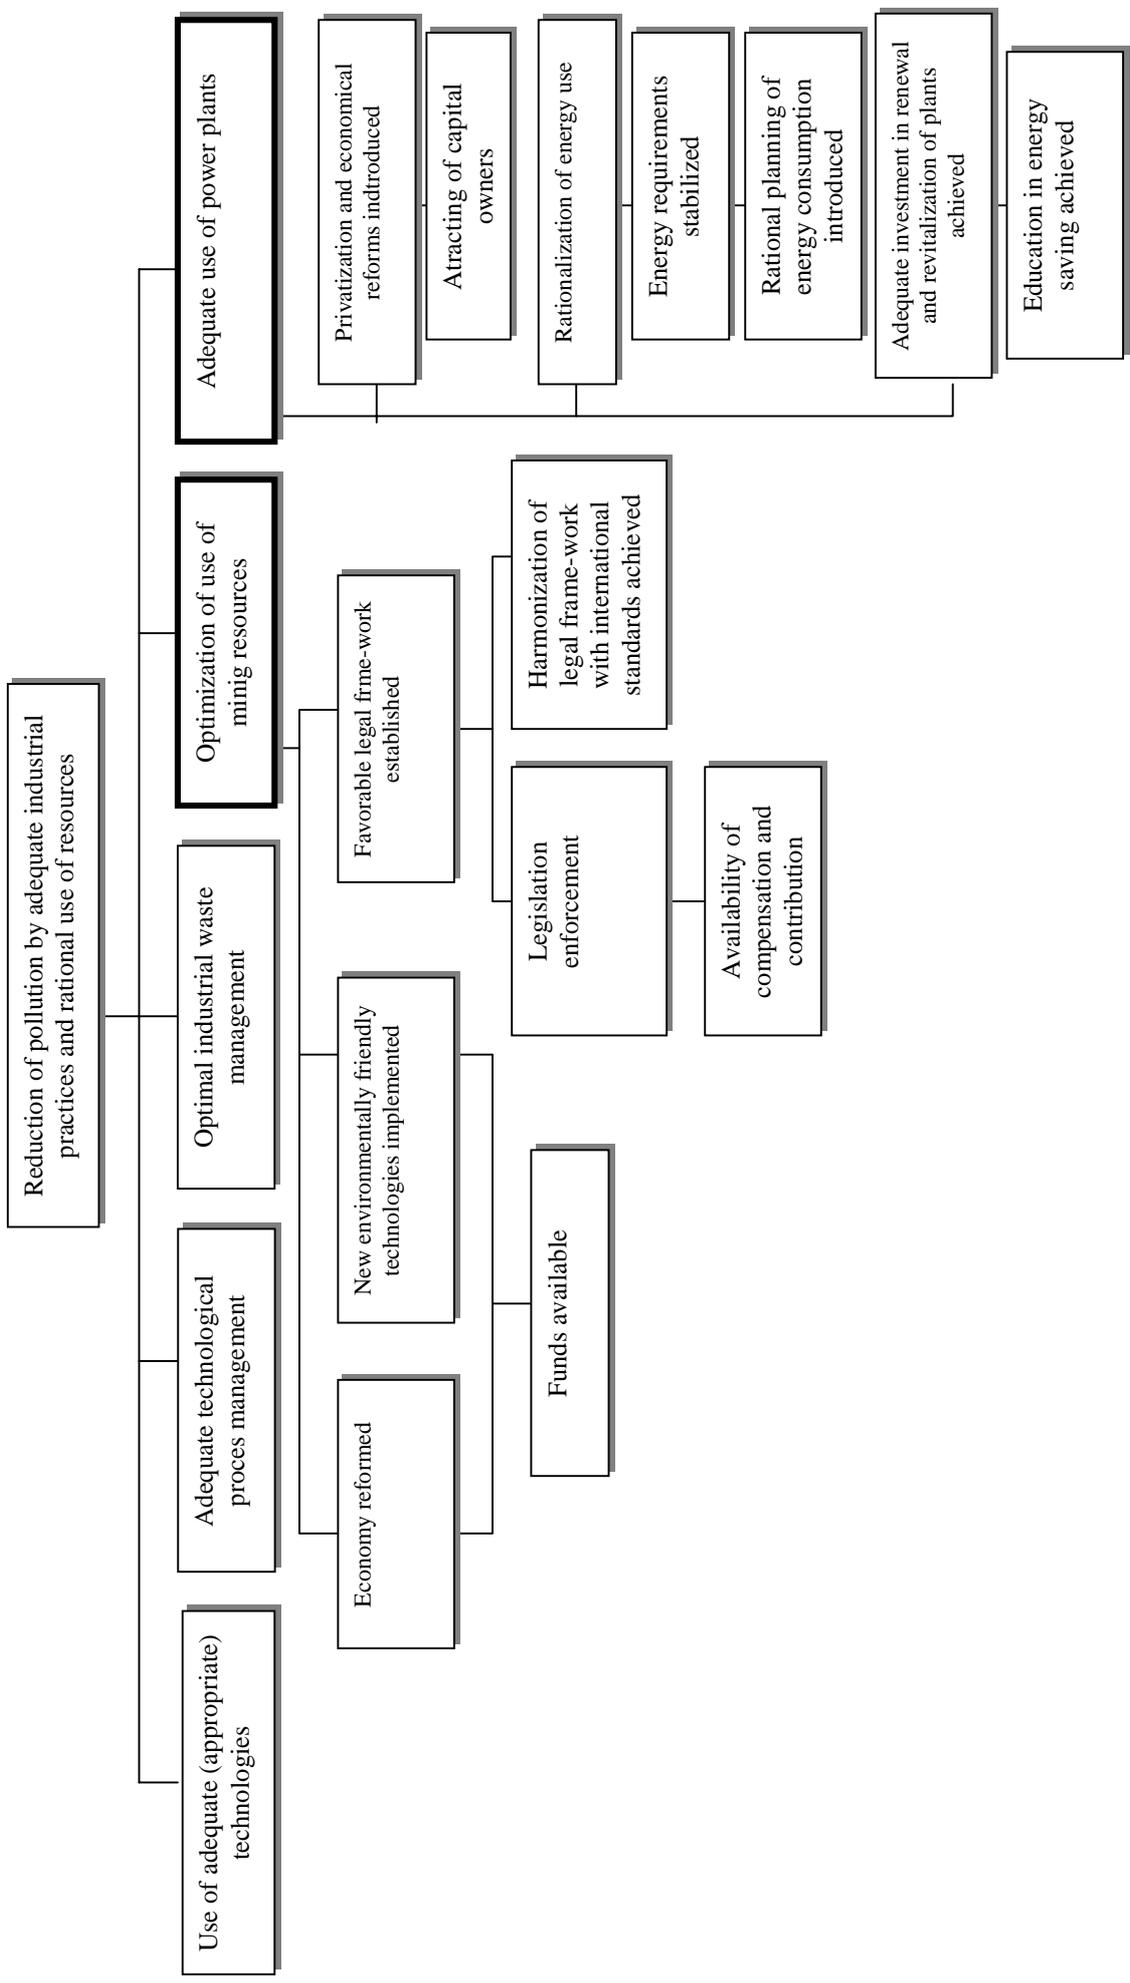 Reduction of pollution by adequate industrial
practices and rational use of resources
Use of adequate (appropriate)
technologies
Adequate technological
proces management
Optimal industrial waste
management
Optimization of use of
minig resources
Adequate use of power plants
Economy reformed
New environmentally friendly
technologies implemented
Favorable legal frme-work
established
Funds available
Legislation
enforcement
Harmonization of
legal frame-work
with international
standards achieved
Availability of
compensation and
contribution
Privatization and economical
reforms indtroduced
Atracting of capital
owners
Rationalization of energy use
Energy requirements
stabilized
Rational planning of
energy consumption
introduced
Adequate investment in renewal
and revitalization of plants
achieved
Education in energy
saving achieved